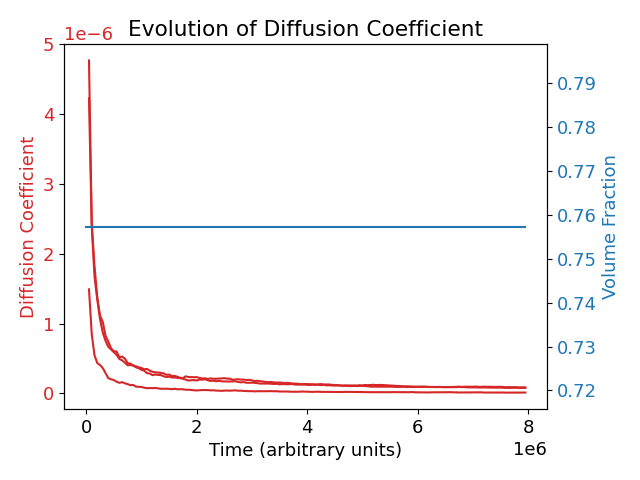 Evolution of Diffusion Coefficient
1e−6
5
4
3
2
1
0
Diffusion Coefficient
0.79
0.78
0.77
0.76
0.75
0.74
0.73
0.72
Volume Fraction
0 2 4 6 8
1e6
Time (arbitrary units)